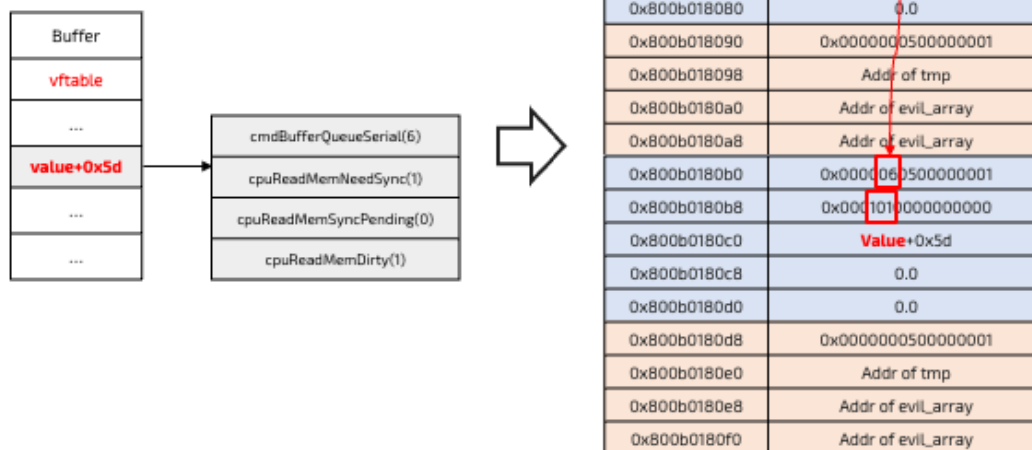 Buffer
vftable
...
value+0x5d
...
...
cmdBufferQueueSerial(6)
cpuReadMemNeedSync(1)
cpuReadMemSyncPending(0)
cpuReadMemDirty(1)
0x800b018080 0.0
0x800b018090 0x0000000500000001
0x800b018098 Addr of tmp
0x800b0180a0 Addr of evil_array
0x800b0180a8 Addr of evil_array
0x800b0180b0 0x0000060500000001
0x800b0180b8 0x0001010000000000
0x800b0180c0 Value+0x5d
0x800b0180c8 0.0
0x800b0180d0 0.0
0x800b0180d8 0x0000000500000001
0x800b0180e0 Addr of tmp
0x800b0180e8 Addr of evil_array
0x800b0180f0 Addr of evil_array